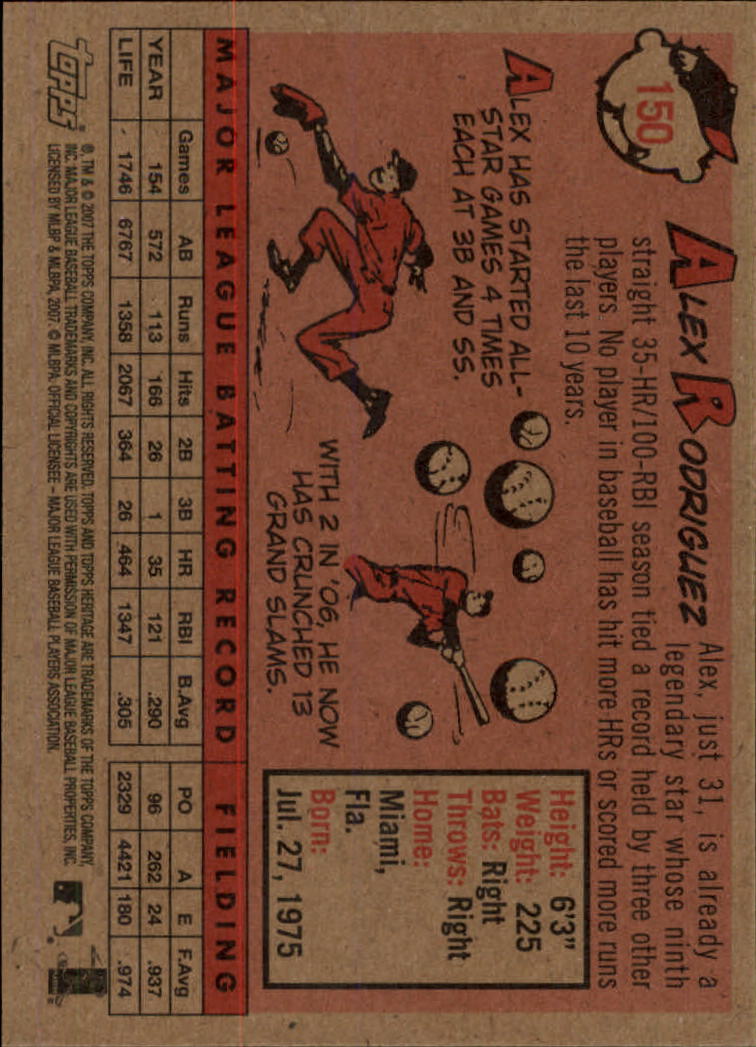 150
ALEX RODRIGUEZ
Alex, just 31, is already a
legendary star whose ninth
straight 35-HR/100-RBI season tied a record held by three other
players. No player in baseball has hit more HRs or scored more runs
the last 10 years.
ALEX HAS STARTED ALL-
STAR GAMES 4 TIMES
EACH AT 3B AND SS.
WITH 2 IN '06, HE NOW
HAS CRUNCHED 13
GRAND SLAMS.
Height: 6'3"
Weight: 225
Bats: Right
Throws: Right
Home:
Miami,
Fla.
Born:
Jul. 27, 1975
MAJOR LEAGUE BATTING RECORD FIELDING
Games AB Runs Hits 2B 3B HR RBI B.Avg PO A E F.Avg
YEAR 154 572 113 166 26 1 35 121 .290 96 262 24 .937
LIFE 1746 6767 1358 2067 364 26 464 1347 .305 2329 4421 180 .974
Topps ®, TM & © 2007 THE TOPPS COMPANY, INC. ALL RIGHTS RESERVED. TOPPS AND TOPPS HERITAGE ARE TRADEMARKS OF THE TOPPS COMPANY,
INC. MAJOR LEAGUE BASEBALL TRADEMARKS AND COPYRIGHTS ARE USED WITH PERMISSION OF MAJOR LEAGUE BASEBALL PROPERTIES, INC.
LICENSED BY MLBP & MLBPA, 2007. © MLBPA. OFFICIAL LICENSEE – MAJOR LEAGUE BASEBALL PLAYERS ASSOCIATION.